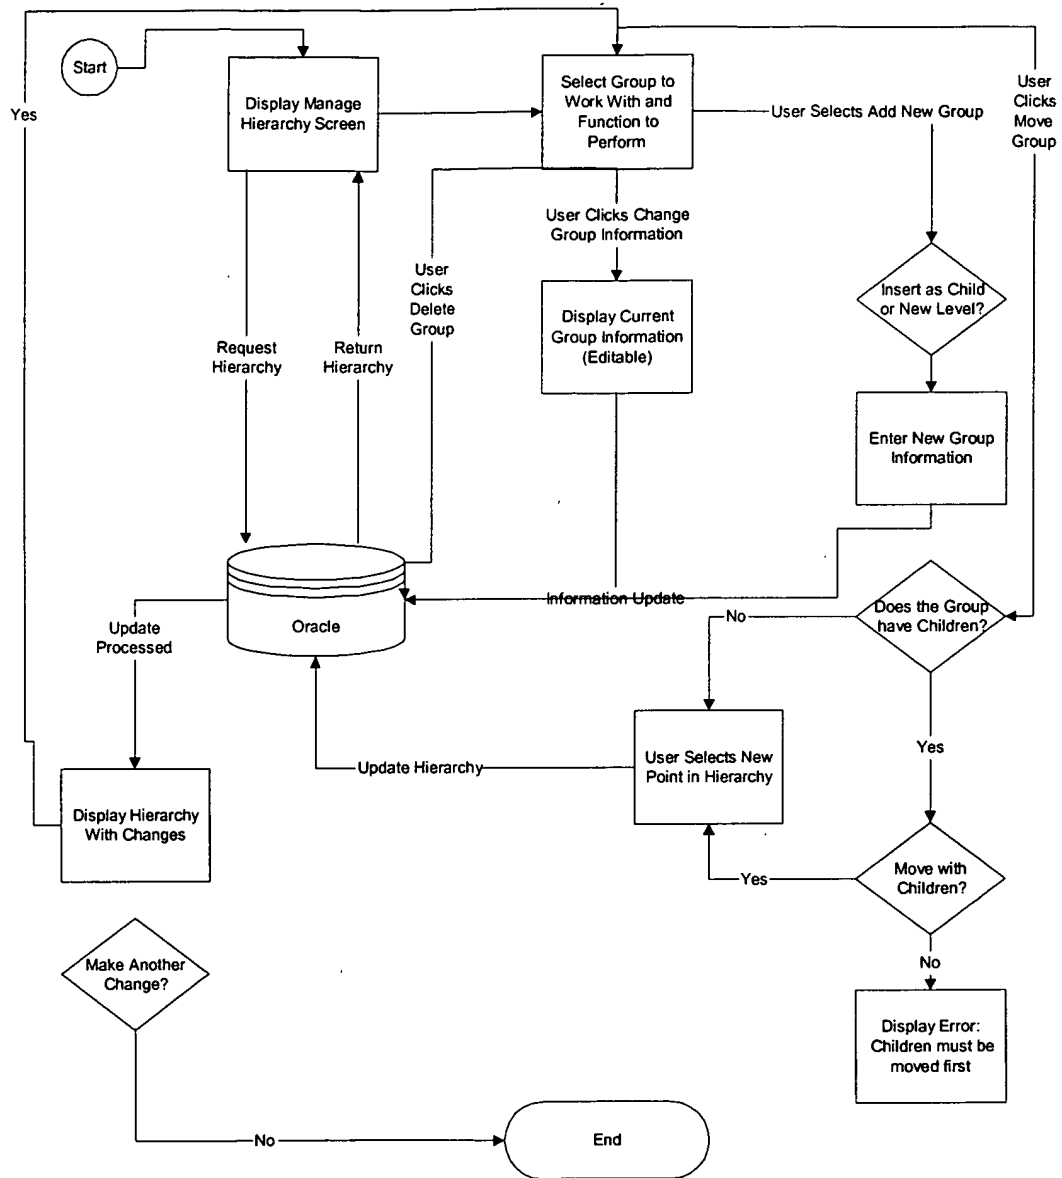 Start
Yes
Display Manage
Hierarchy Screen
Select Group to
Work With and
Function to
Perform
User Selects Add New Group
User
Clicks
Move
Group
User Clicks Change
Group Information
User
Clicks
Delete
Group
Insert as Child
or New Level?
Display Current
Group Information
(Editable)
Request
Hierarchy
Return
Hierarchy
Enter New Group
Information
Information Update
Oracle
Update
Processed
No
Does the Group
have Children?
Yes
User Selects New
Point in Hierarchy
Update Hierarchy
Display Hierarchy
With Changes
Yes
Move with
Children?
No
Make Another
Change?
Display Error:
Children must be
moved first
No
End